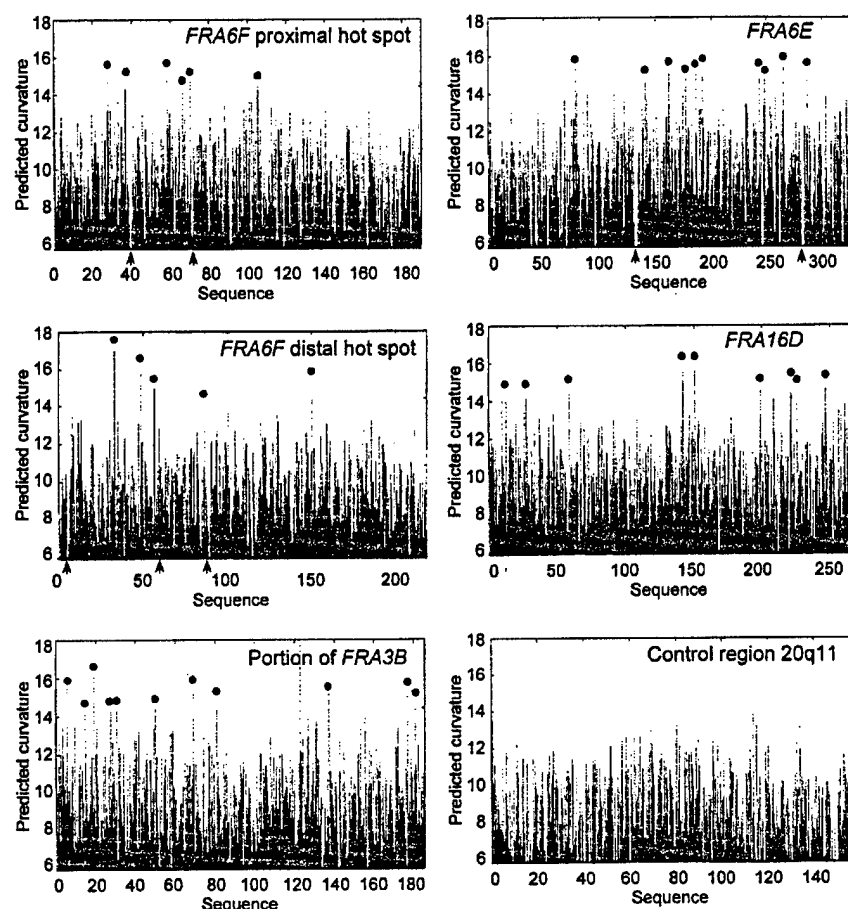 FRA6F proximal hot spot
Predicted curvature
18
16
14
12
10
8
6
0 20 40 60 80 100 120 140 160 180
Sequence
FRA6E
Predicted curvature
18
16
14
12
10
8
6
0 50 100 150 200 250 300
Sequence
FRA6F distal hot spot
Predicted curvature
18
16
14
12
10
8
6
0 50 100 150 200
Sequence
FRA16D
Predicted curvature
18
16
14
12
10
8
6
0 50 100 150 200 250
Sequence
Portion of FRA3B
Predicted curvature
18
16
14
12
10
8
6
0 20 40 60 80 100 120 140 160 180
Sequence
Control region 20q11
Predicted curvature
18
16
14
12
10
8
6
0 20 40 60 80 100 120 140
Sequence